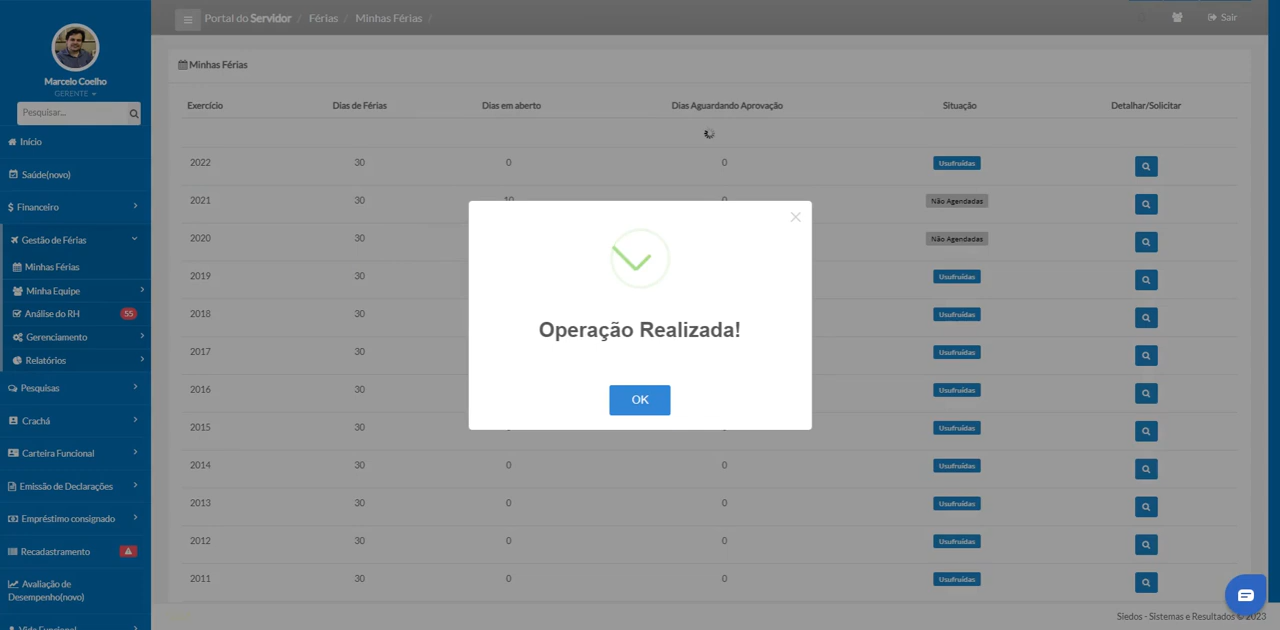 Portal do Servidor / Férias / Minhas Férias /
Sair
Marcelo Coelho
GERENTE
Pesquisar...
Início
Saúde(novo)
Financeiro
Gestão de Férias
Minhas Férias
Minha Equipe
Análise do RH 55
Gerenciamento
Relatórios
Pesquisas
Crachá
Carteira Funcional
Emissão de Declarações
Empréstimo consignado
Recadastramento
Avaliação de
Desempenho(novo)
Minhas Férias
Exercício Dias de Férias Dias em aberto Dias Aguardando Aprovação Situação Detalhar/Solicitar
2022 30 0 0 Usufruídas
2021 30 10 0 Não Agendadas
2020 30 Não Agendadas
2019 30 Usufruídas
2018 30 Usufruídas
2017 30 Usufruídas
2016 30 Usufruídas
2015 30 Usufruídas
2014 30 0 0 Usufruídas
2013 30 0 0 Usufruídas
2012 30 0 0 Usufruídas
2011 30 0 0 Usufruídas
Operação Realizada!
OK
Siedos - Sistemas e Resultados © 2023